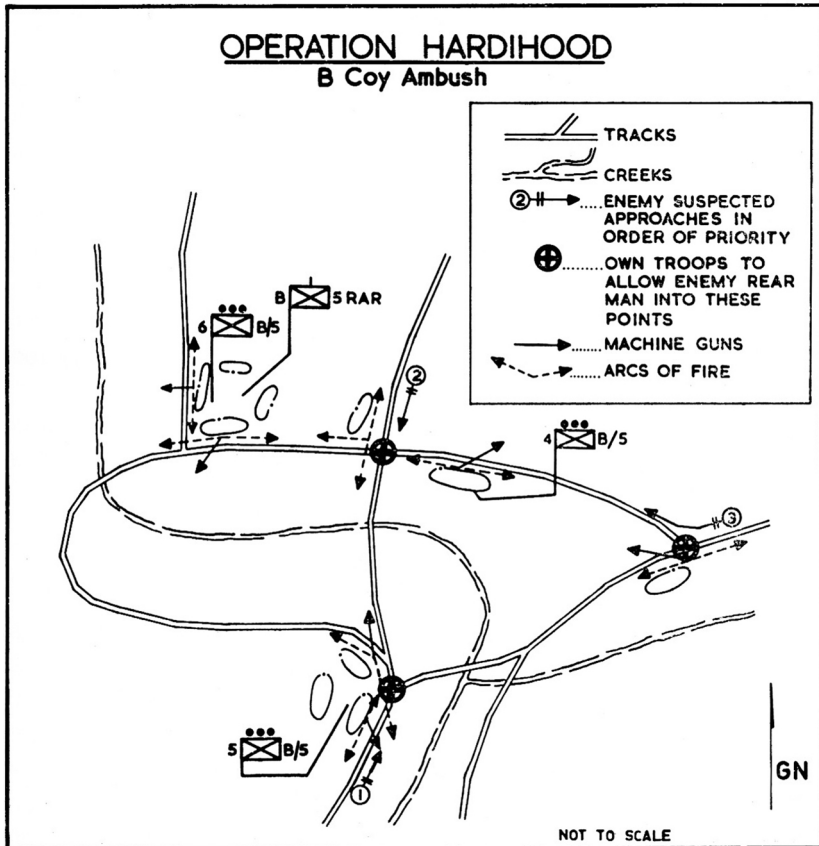 OPERATION HARDIHOOD
B Coy Ambush
TRACKS
CREEKS
2 ..... ENEMY SUSPECTED
APPROACHES IN
ORDER OF PRIORITY
........ OWN TROOPS TO
ALLOW ENEMY REAR
MAN INTO THESE
POINTS
........ MACHINE GUNS
....... ARCS OF FIRE
B 5 RAR
6 B/5
2
4 B/5
3
5 B/5
1
GN
NOT TO SCALE